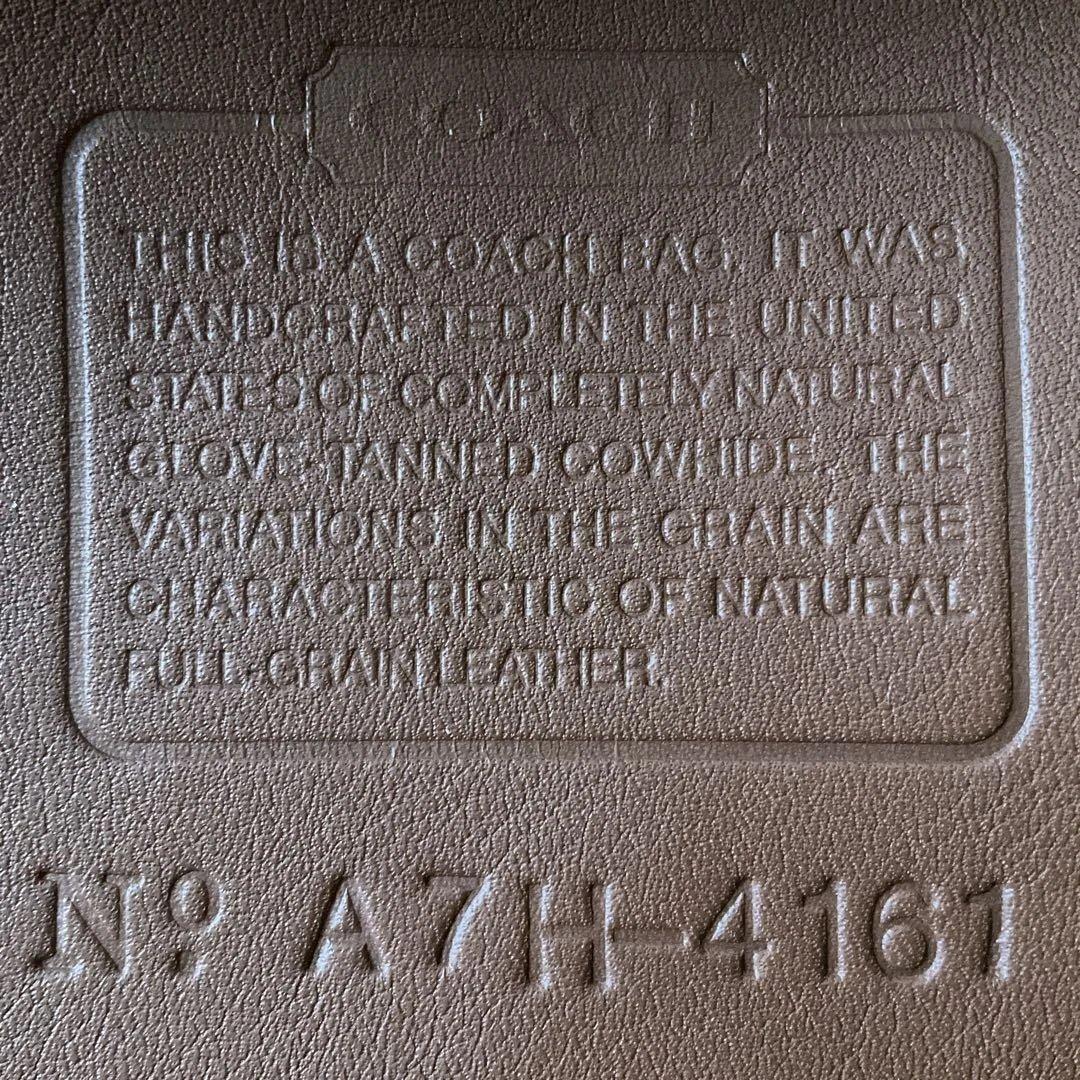 COACH
THIS IS A COACH BAG. IT WAS
HANDCRAFTED IN THE UNITED
STATES OF COMPLETELY NATURAL
GLOVE-TANNED COWHIDE. THE
VARIATIONS IN THE GRAIN ARE
CHARACTERISTIC OF NATURAL
FULL-GRAIN LEATHER.
Nº A7H-4161